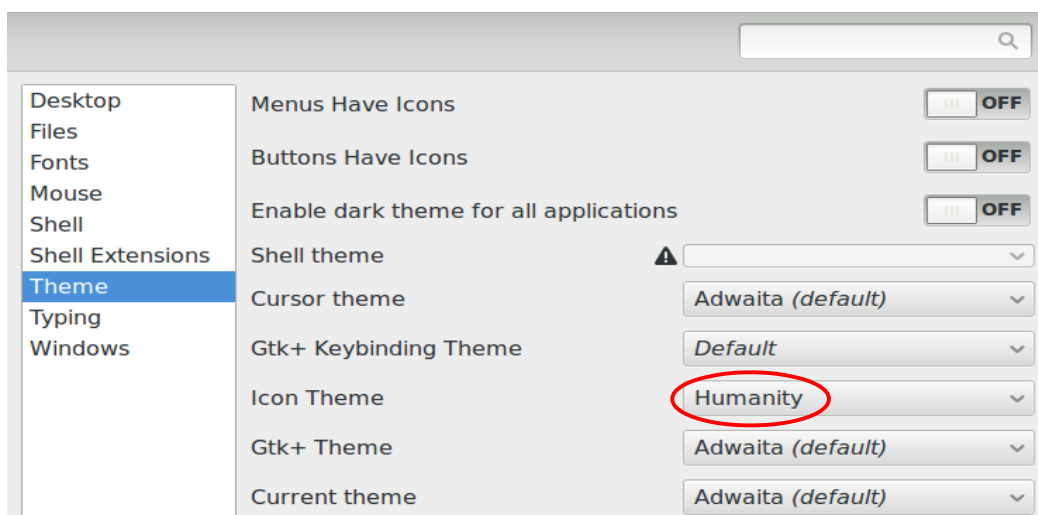 Desktop
Files
Fonts
Mouse
Shell
Shell Extensions
Theme
Typing
Windows
Menus Have Icons OFF
Buttons Have Icons OFF
Enable dark theme for all applications OFF
Shell theme
Cursor theme Adwaita (default)
Gtk+ Keybinding Theme Default
Icon Theme Humanity
Gtk+ Theme Adwaita (default)
Current theme Adwaita (default)